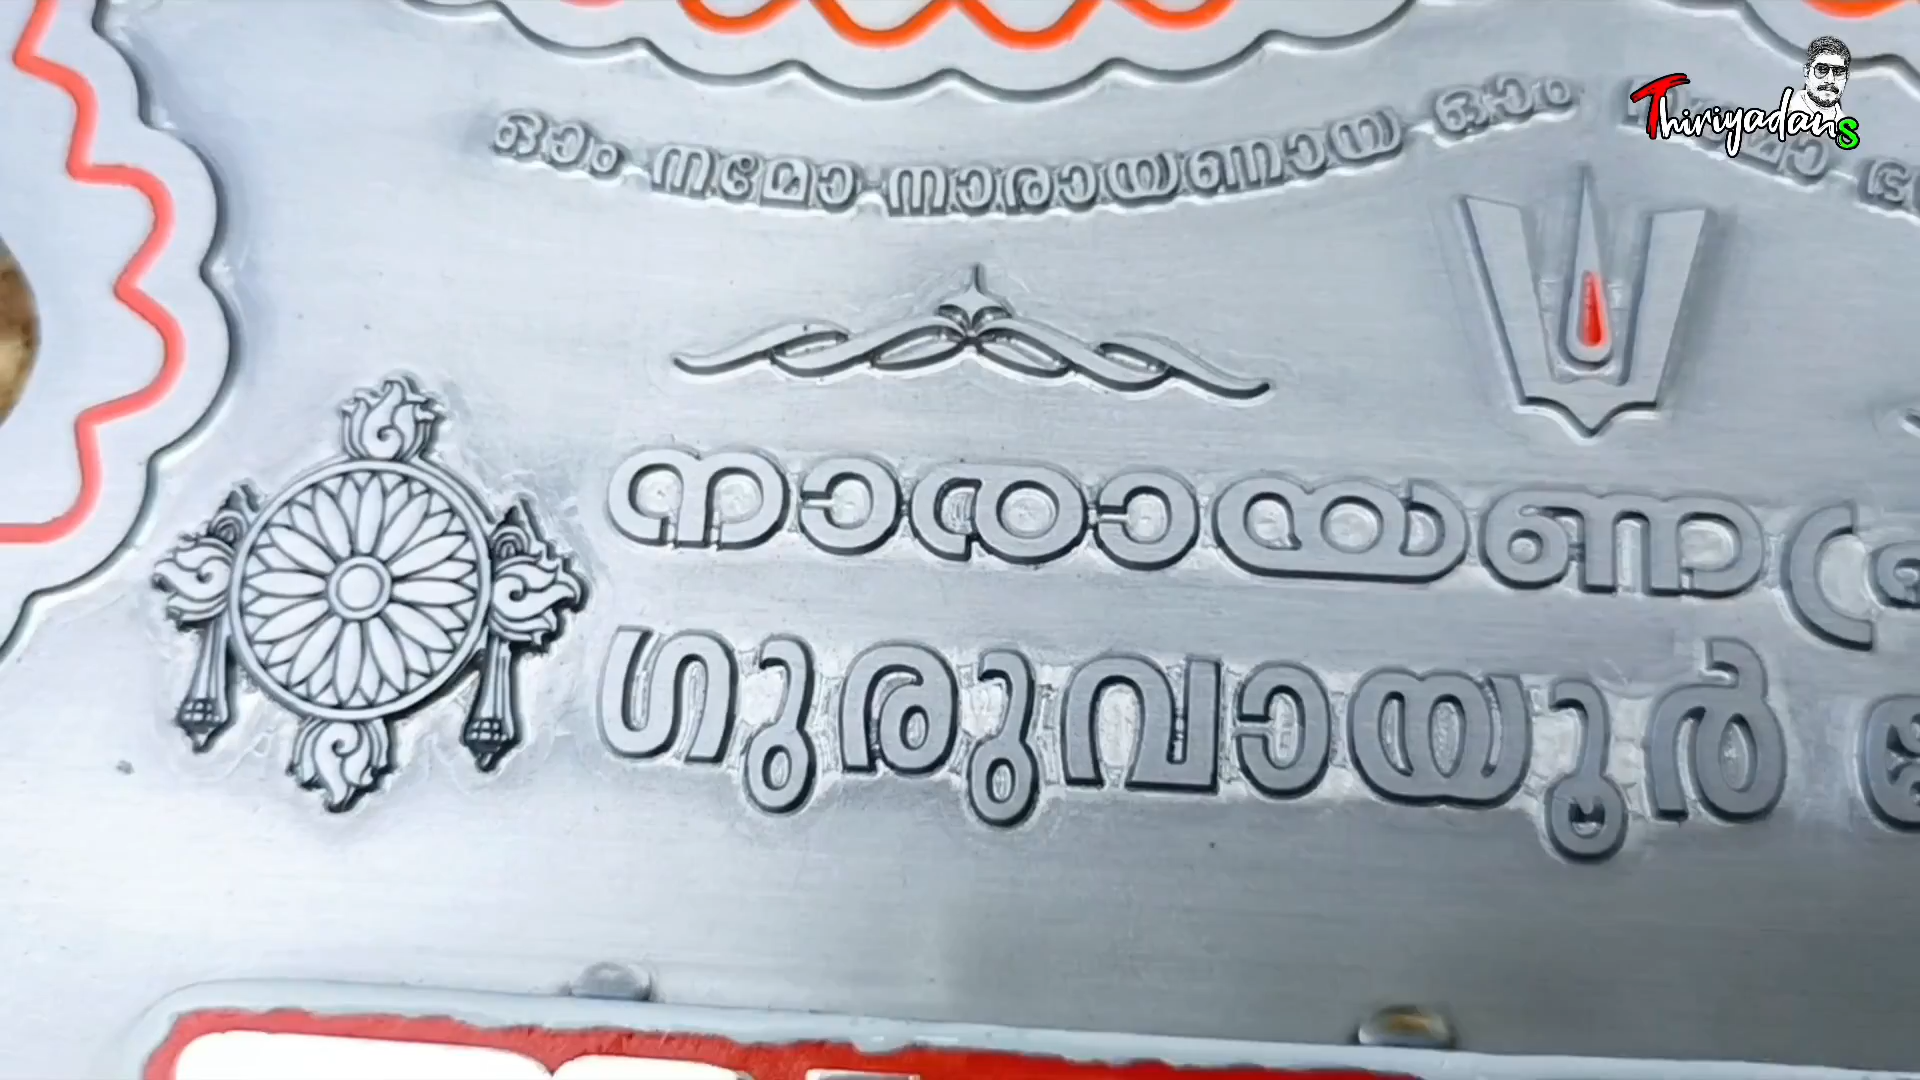 ഓം നമോ നാരായണായ ഓം
Thiriyadans
നാരായണ
ഗുരുവായൂർ